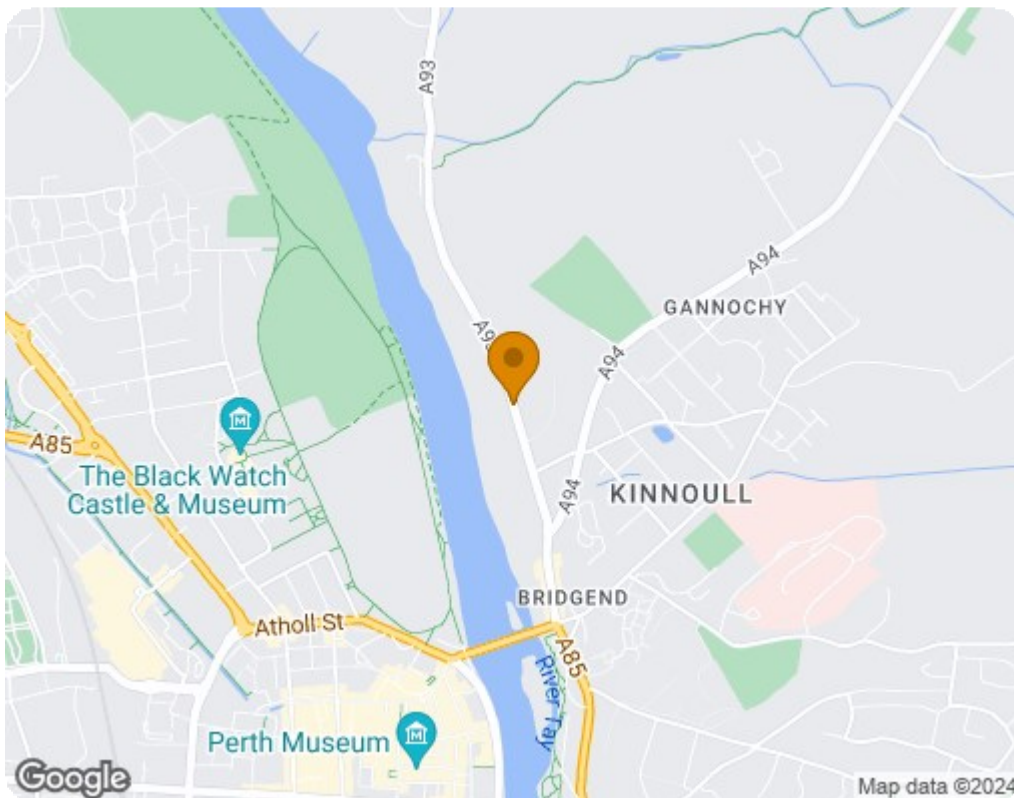 A93
A94
GANNOCHY
A93
A94
A85
The Black Watch
Castle & Museum
KINNOULL
A94
BRIDGEND
Atholl St
A85
River Tay
Perth Museum
Google
Map data ©2024